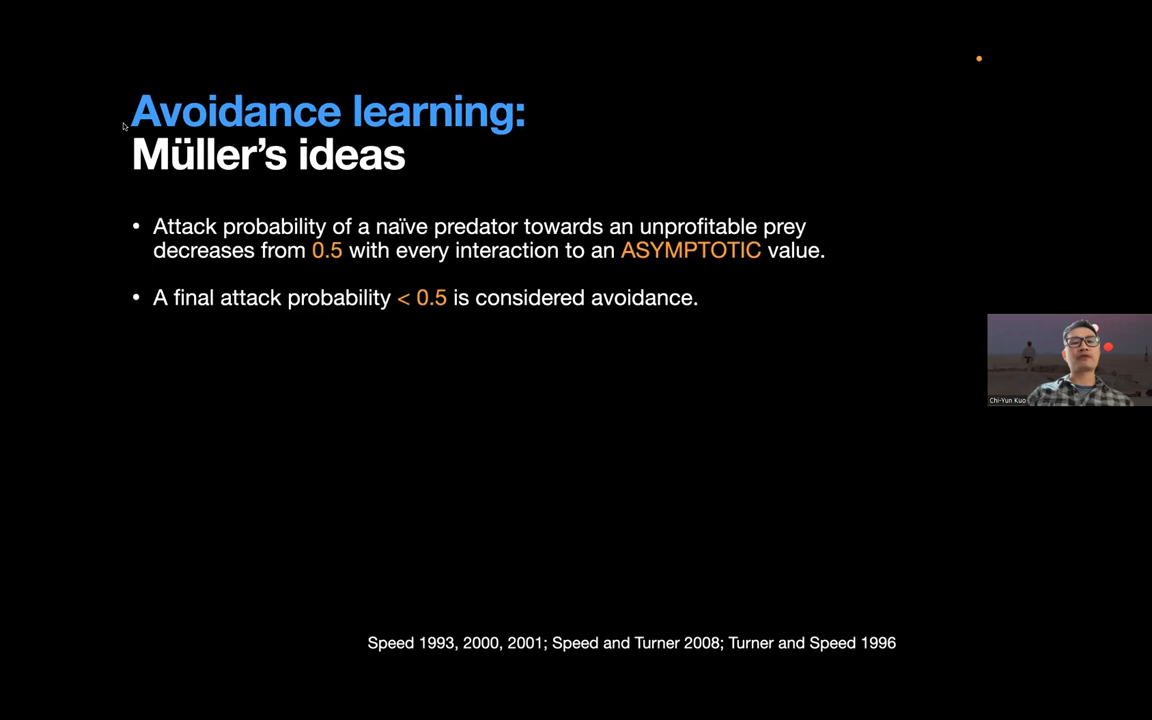 Avoidance learning:
Müller’s ideas
• Attack probability of a naïve predator towards an unprofitable prey
decreases from 0.5 with every interaction to an ASYMPTOTIC value.
• A final attack probability < 0.5 is considered avoidance.
Chi-Yun Kuo
Speed 1993, 2000, 2001; Speed and Turner 2008; Turner and Speed 1996